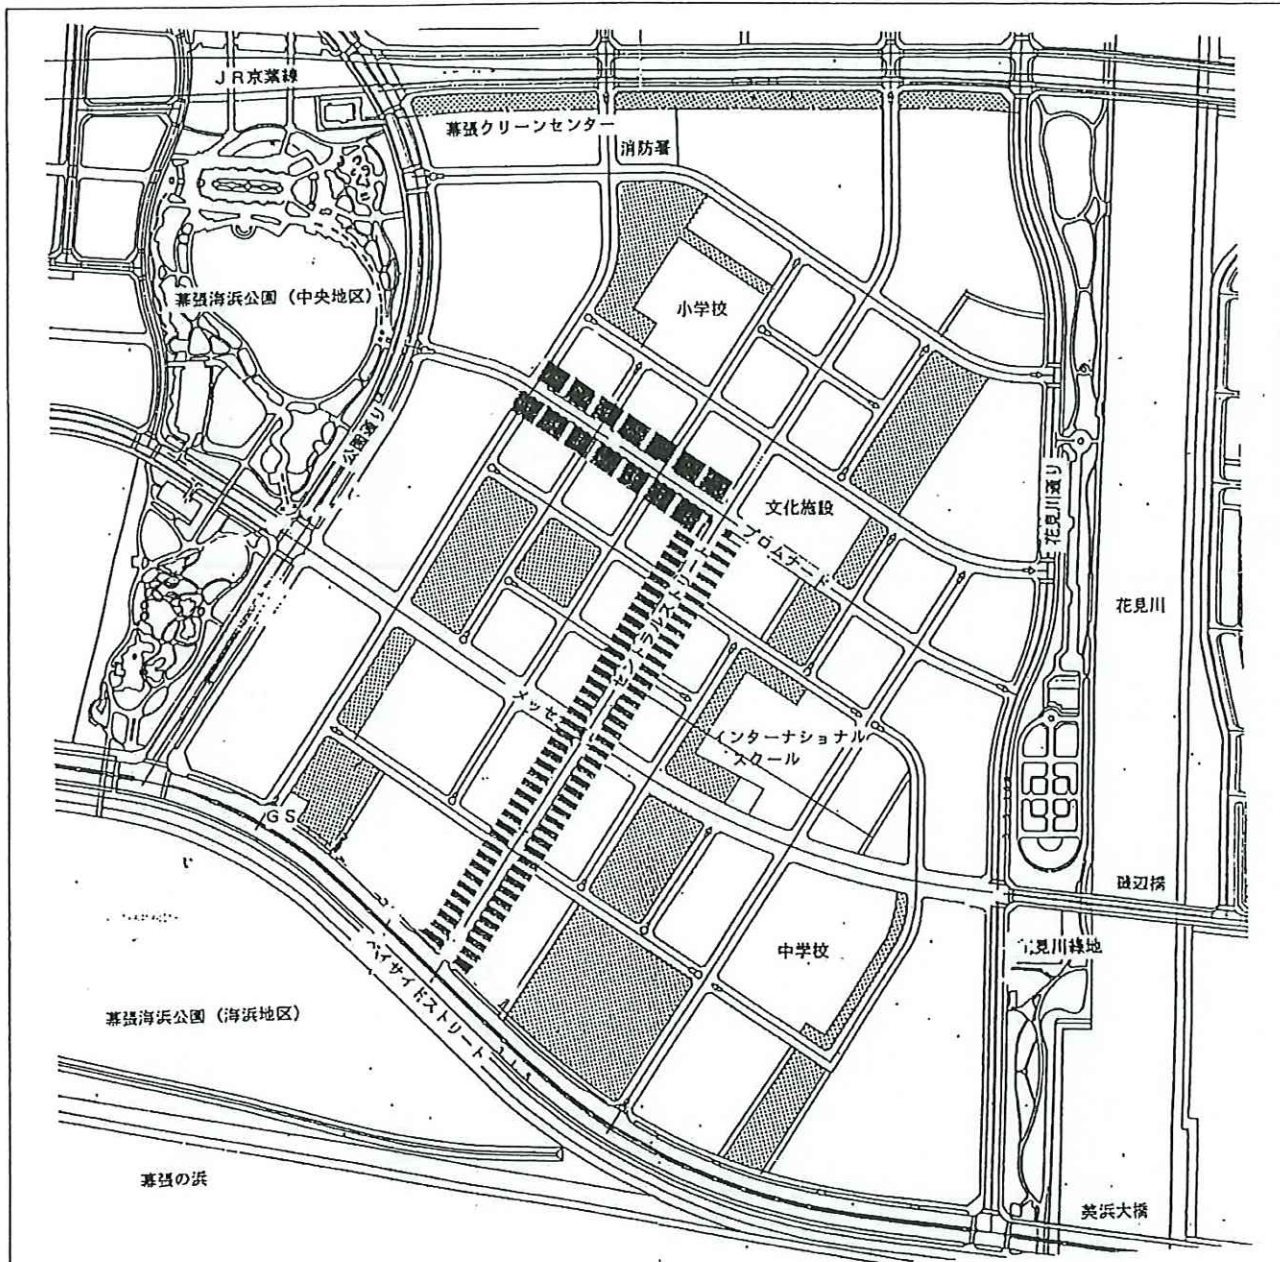 JR京葉線
幕張クリーンセンター
消防署
幕張海浜公園（中央地区）
小学校
公園通り
文化施設
プロムナード
セントラルストリート
花見川通り
花見川
メッセ
インターナショナル
スクール
GS
磯辺橋
中学校
見川緑地
ベイサイドストリート
幕張海浜公園（海浜地区）
幕張の浜
美浜大橋